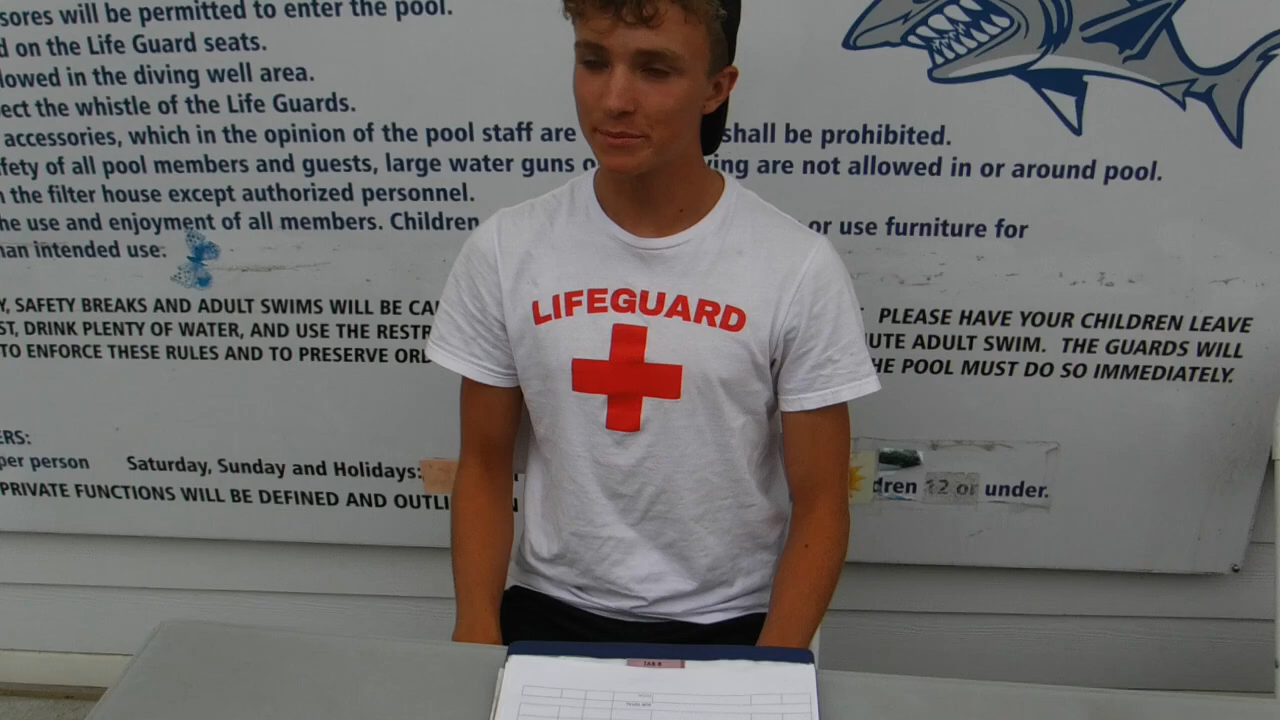 sores will be permitted to enter the pool.
d on the Life Guard seats.
lowed in the diving well area.
ect the whistle of the Life Guards.
accessories, which in the opinion of the pool staff are shall be prohibited.
fety of all pool members and guests, large water guns o ving are not allowed in or around pool.
n the filter house except authorized personnel.
he use and enjoyment of all members. Children or use furniture for
han intended use.
Y, SAFETY BREAKS AND ADULT SWIMS WILL BE CA PLEASE HAVE YOUR CHILDREN LEAVE
ST, DRINK PLENTY OF WATER, AND USE THE RESTR UTE ADULT SWIM. THE GUARDS WILL
TO ENFORCE THESE RULES AND TO PRESERVE ORD HE POOL MUST DO SO IMMEDIATELY.
LIFEGUARD
ERS:
per person Saturday, Sunday and Holidays:
dren 12 or under.
PRIVATE FUNCTIONS WILL BE DEFINED AND OUTLI N